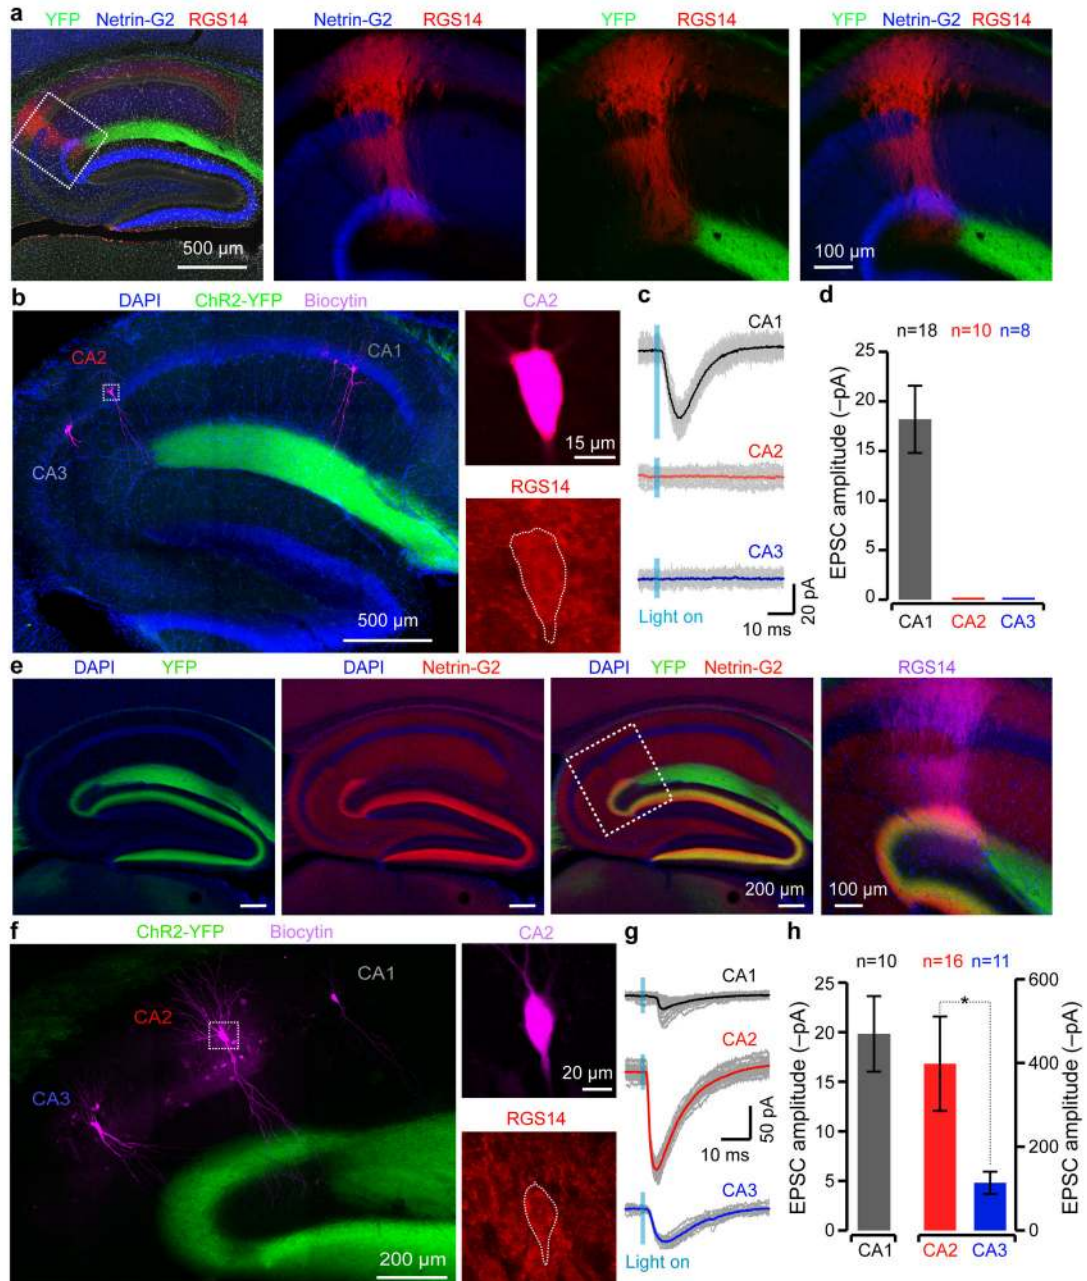 a
YFP Netrin-G2 RGS14
Netrin-G2 RGS14
YFP RGS14
YFP Netrin-G2 RGS14
500 µm
100 µm
b
DAPI ChR2-YFP Biocytin
CA2
CA1
CA3
500 µm
CA2
15 µm
RGS14
c
CA1
CA2
CA3
Light on
10 ms
20 pA
d
n=18 n=10 n=8
EPSC amplitude (–pA)
25
20
15
10
5
0
CA1 CA2 CA3
e
DAPI YFP
DAPI Netrin-G2
DAPI YFP Netrin-G2
RGS14
200 µm
100 µm
f
ChR2-YFP Biocytin
CA1
CA2
CA3
200 µm
CA2
20 µm
RGS14
g
CA1
CA2
CA3
10 ms
50 pA
Light on
h
n=10 n=16 n=11
EPSC amplitude (–pA)
25
20
15
10
5
0
*
600
400
200
0
EPSC amplitude (–pA)
CA1 CA2 CA3